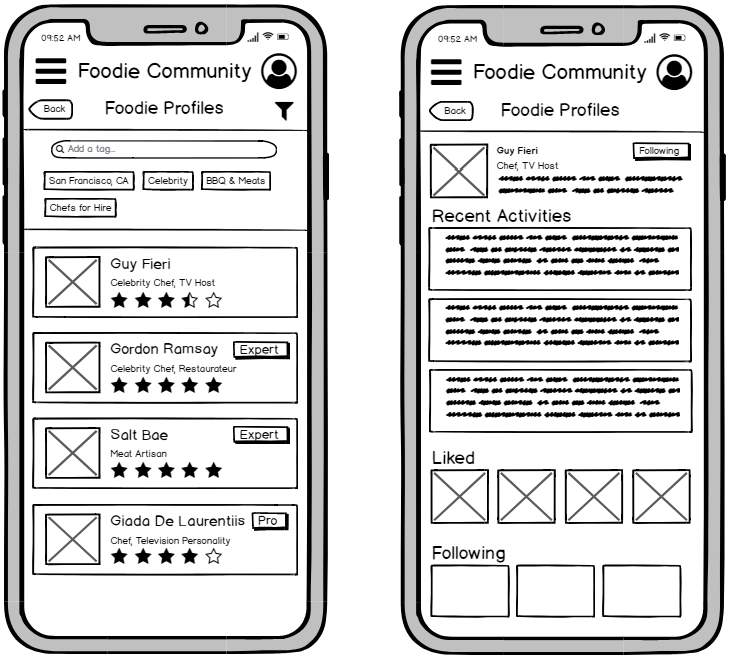 09:52 AM
Foodie Community
Back
Foodie Profiles
Add a tag...
San Francisco, CA
Celebrity
BBQ & Meats
Chefs for Hire
Guy Fieri
Celebrity Chef, TV Host
Gordon Ramsay
Expert
Celebrity Chef, Restaurateur
Salt Bae
Expert
Meat Artisan
Giada De Laurentiis
Pro
Chef, Television Personality
09:52 AM
Foodie Community
Back
Foodie Profiles
Guy Fieri
Following
Chef, TV Host
Recent Activities
Liked
Following